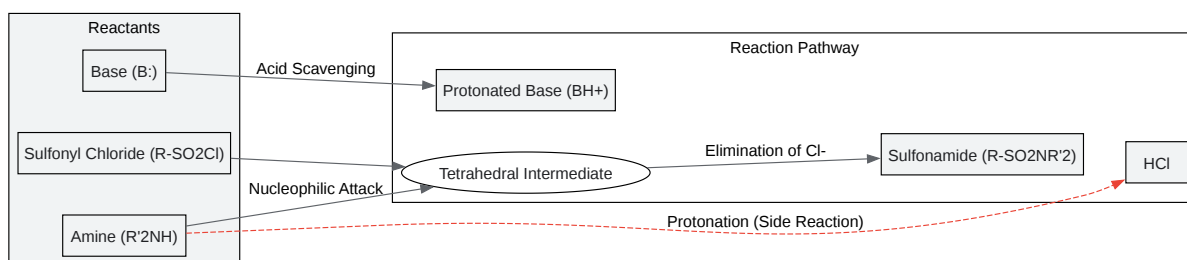 Reactants
Reaction Pathway
Base (B:)
Acid Scavenging
Protonated Base (BH+)
Sulfonyl Chloride (R-SO2Cl)
Nucleophilic Attack
Tetrahedral Intermediate
Elimination of Cl-
Sulfonamide (R-SO2NR'2)
HCl
Amine (R'2NH)
Protonation (Side Reaction)